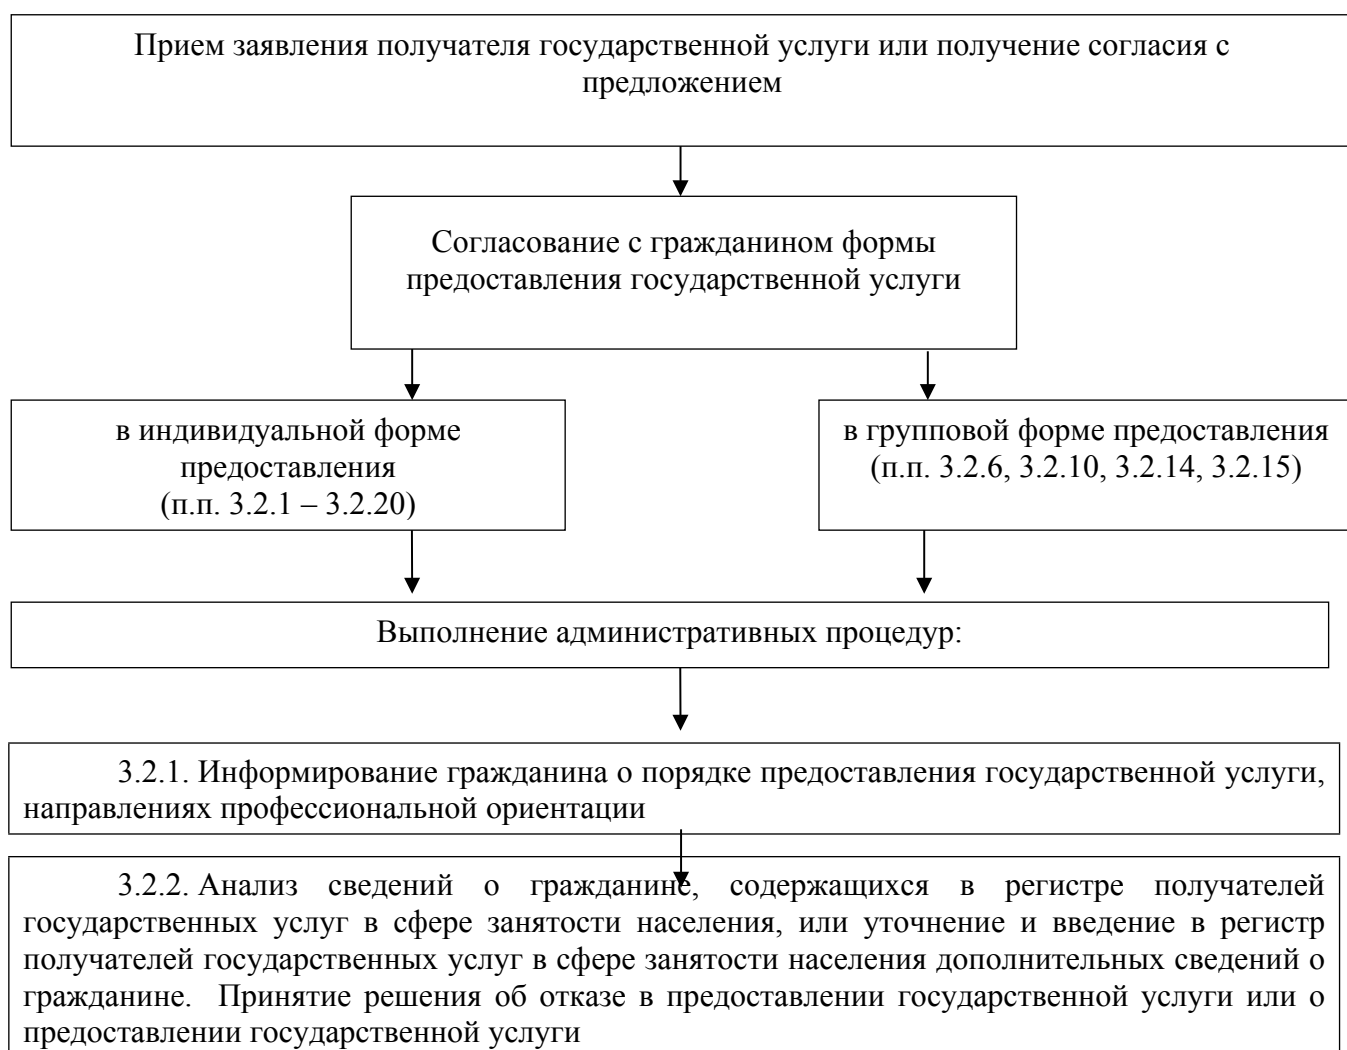 Прием заявления получателя государственной услуги или получение согласия с
предложением
Согласование с гражданином формы
предоставления государственной услуги
в индивидуальной форме
предоставления
(п.п. 3.2.1 – 3.2.20)
в групповой форме предоставления
(п.п. 3.2.6, 3.2.10, 3.2.14, 3.2.15)
Выполнение административных процедур:
3.2.1. Информирование гражданина о порядке предоставления государственной услуги,
направлениях профессиональной ориентации
3.2.2. Анализ сведений о гражданине, содержащихся в регистре получателей
государственных услуг в сфере занятости населения, или уточнение и введение в регистр
получателей государственных услуг в сфере занятости населения дополнительных сведений о
гражданине. Принятие решения об отказе в предоставлении государственной услуги или о
предоставлении государственной услуги